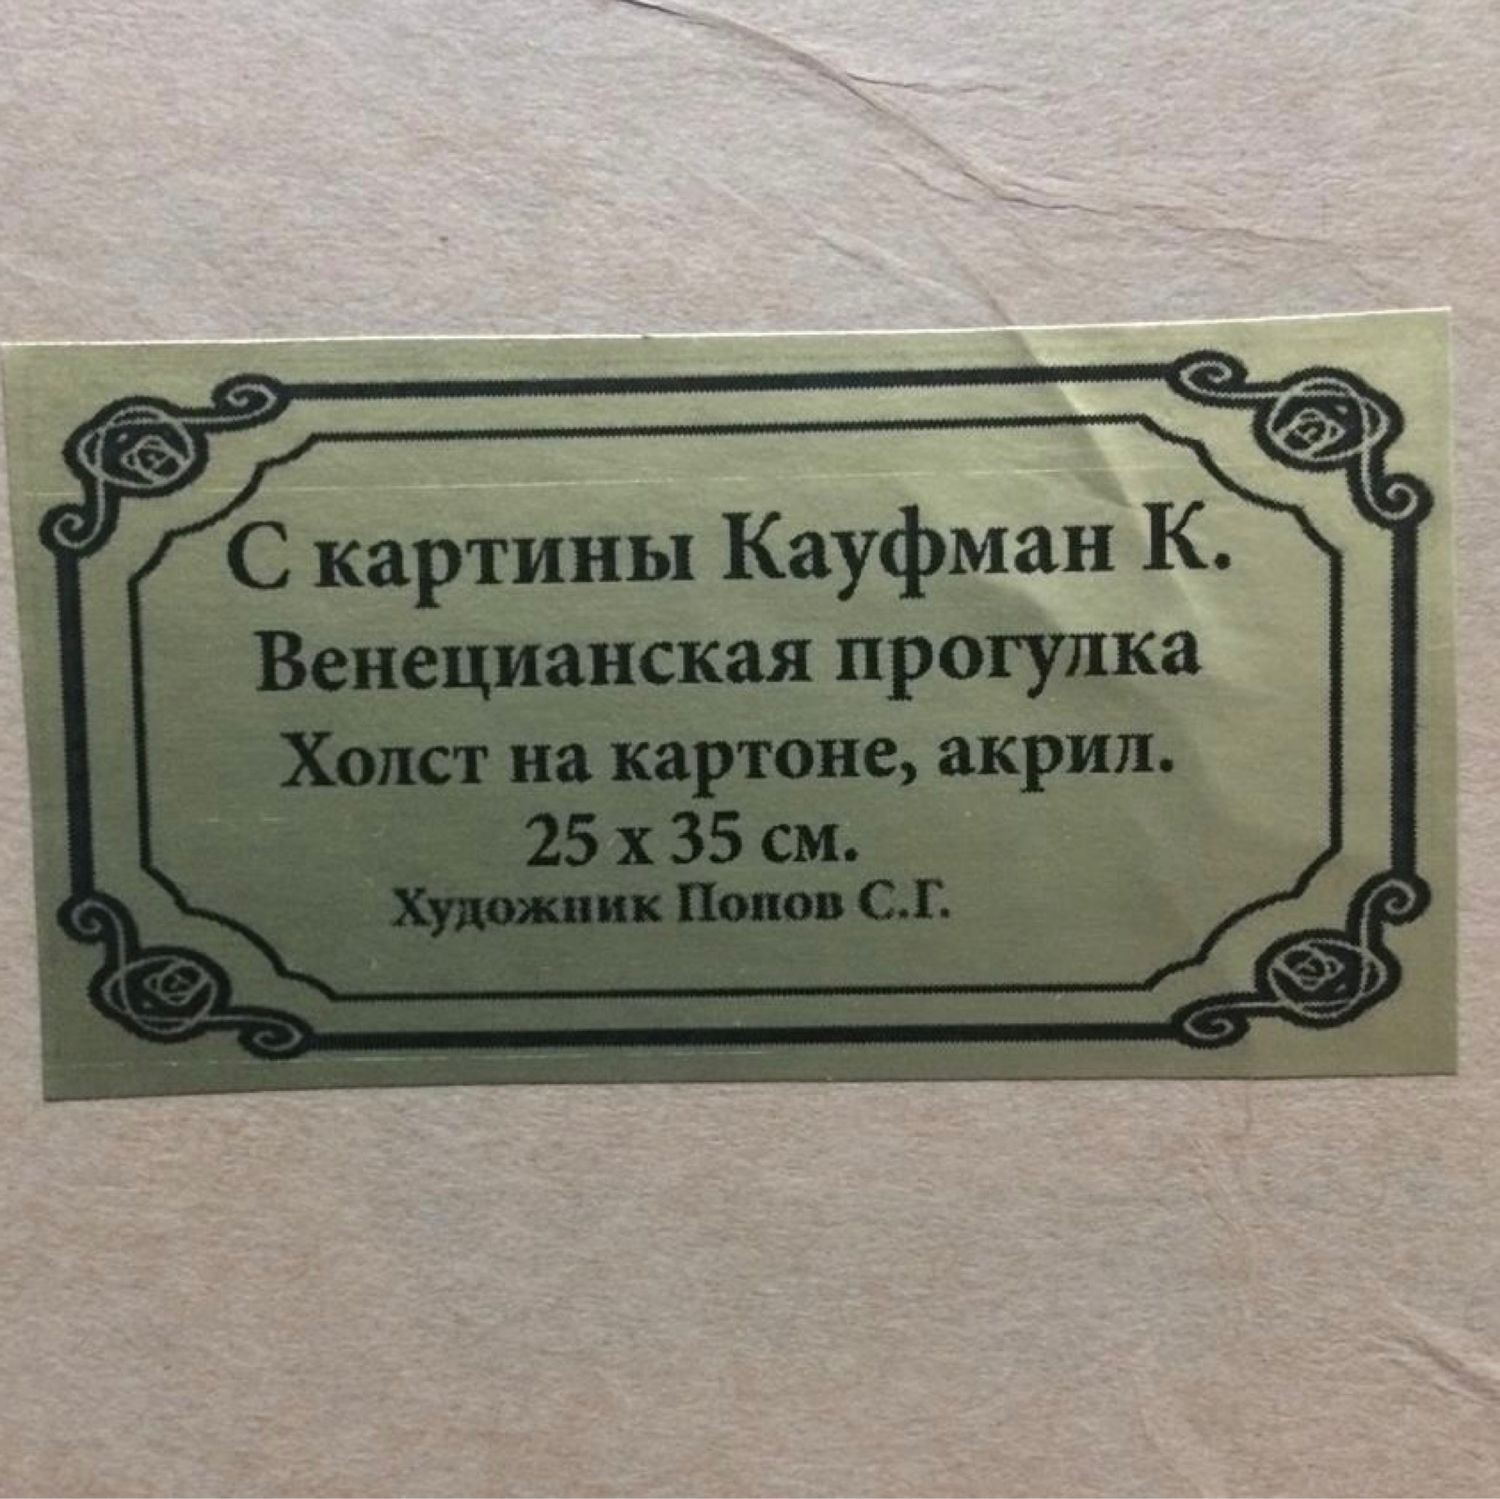 С картины Кауфман К.
Венецианская прогулка
Холст на картоне, акрил.
25 х 35 см.
Художник Попов С.Г.